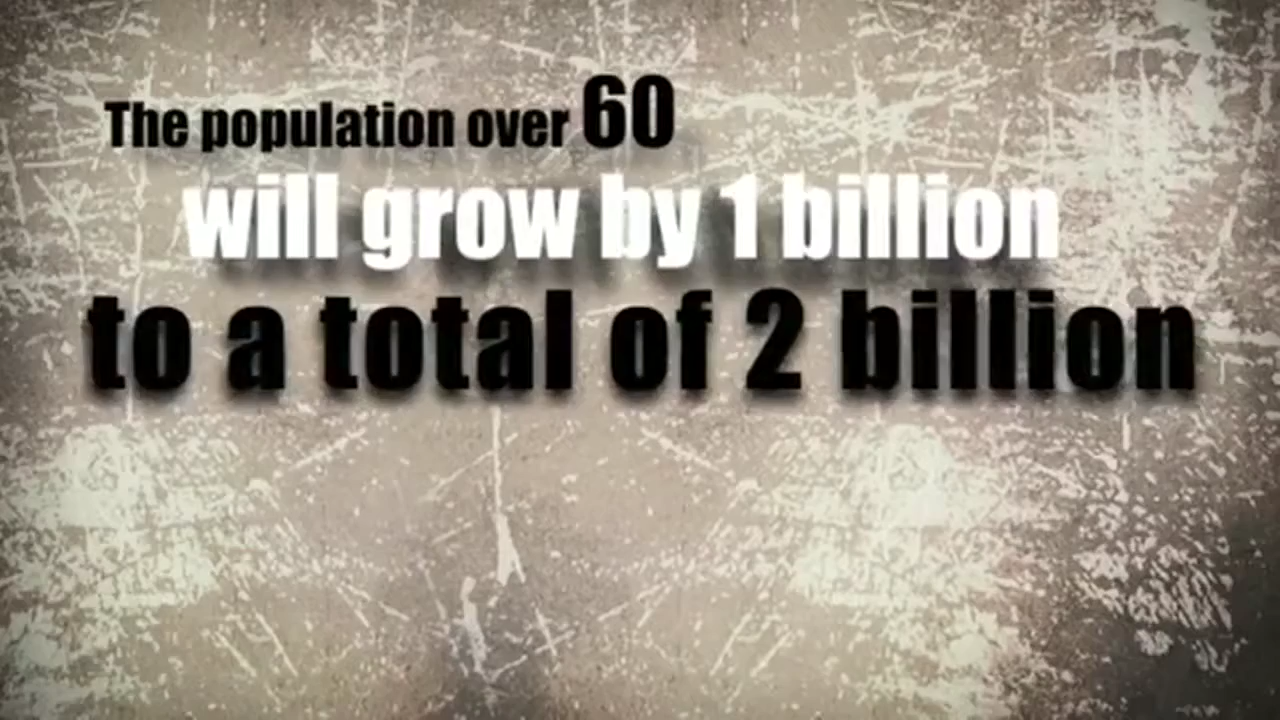 The population over 60
will grow by 1 billion
to a total of 2 billion